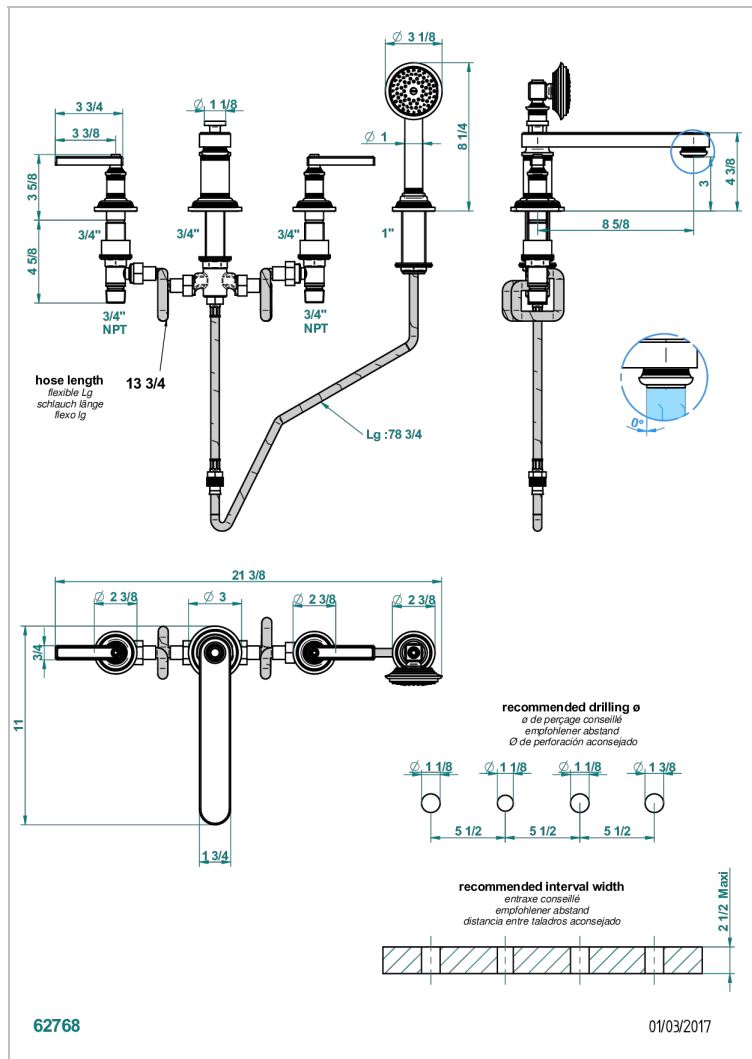 Ø 3 1/8
3 3/4
3 3/8
Ø 1 1/8
Ø 1
8 1/4
3 5/8
4 5/8
3/4"
3/4"
3/4"
1"
3/4"
NPT
3/4"
NPT
3
4 3/8
8 5/8
hose length
flexible Lg
schlauch länge
flexo lg
13 3/4
Lg :78 3/4
0°
21 3/8
Ø 2 3/8
Ø 3
Ø 2 3/8
Ø 2 3/8
3/4
11
1 3/4
recommended drilling ø
ø de perçage conseillé
empfohlener abstand
Ø de perforación aconsejado
Ø 1 1/8
Ø 1 1/8
Ø 1 1/8
Ø 1 3/8
5 1/2
5 1/2
5 1/2
recommended interval width
entraxe conseillé
empfohlener abstand
distancia entre taladros aconsejado
2 1/2 Maxi
62768
01/03/2017